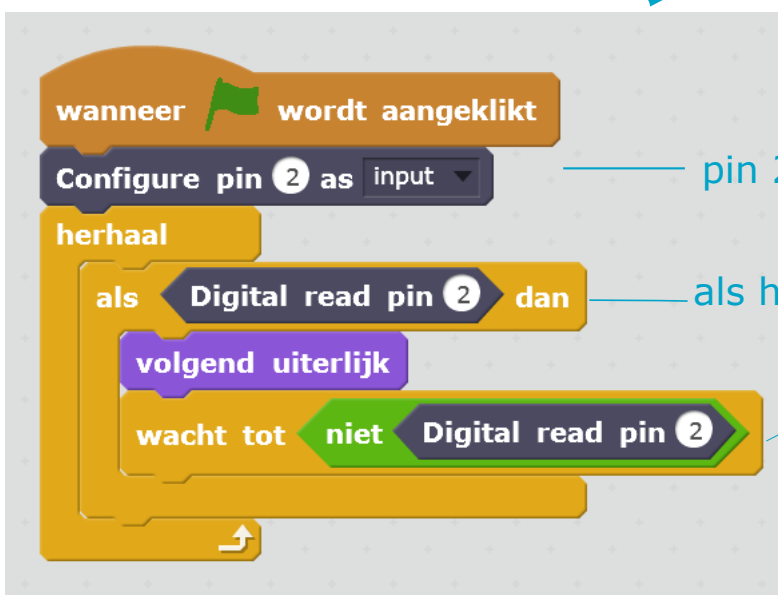 wanneer wordt aangeklikt
Configure pin 2 as input
pin 2
herhaal
als Digital read pin 2 dan
als h
volgend uiterlijk
wacht tot niet Digital read pin 2